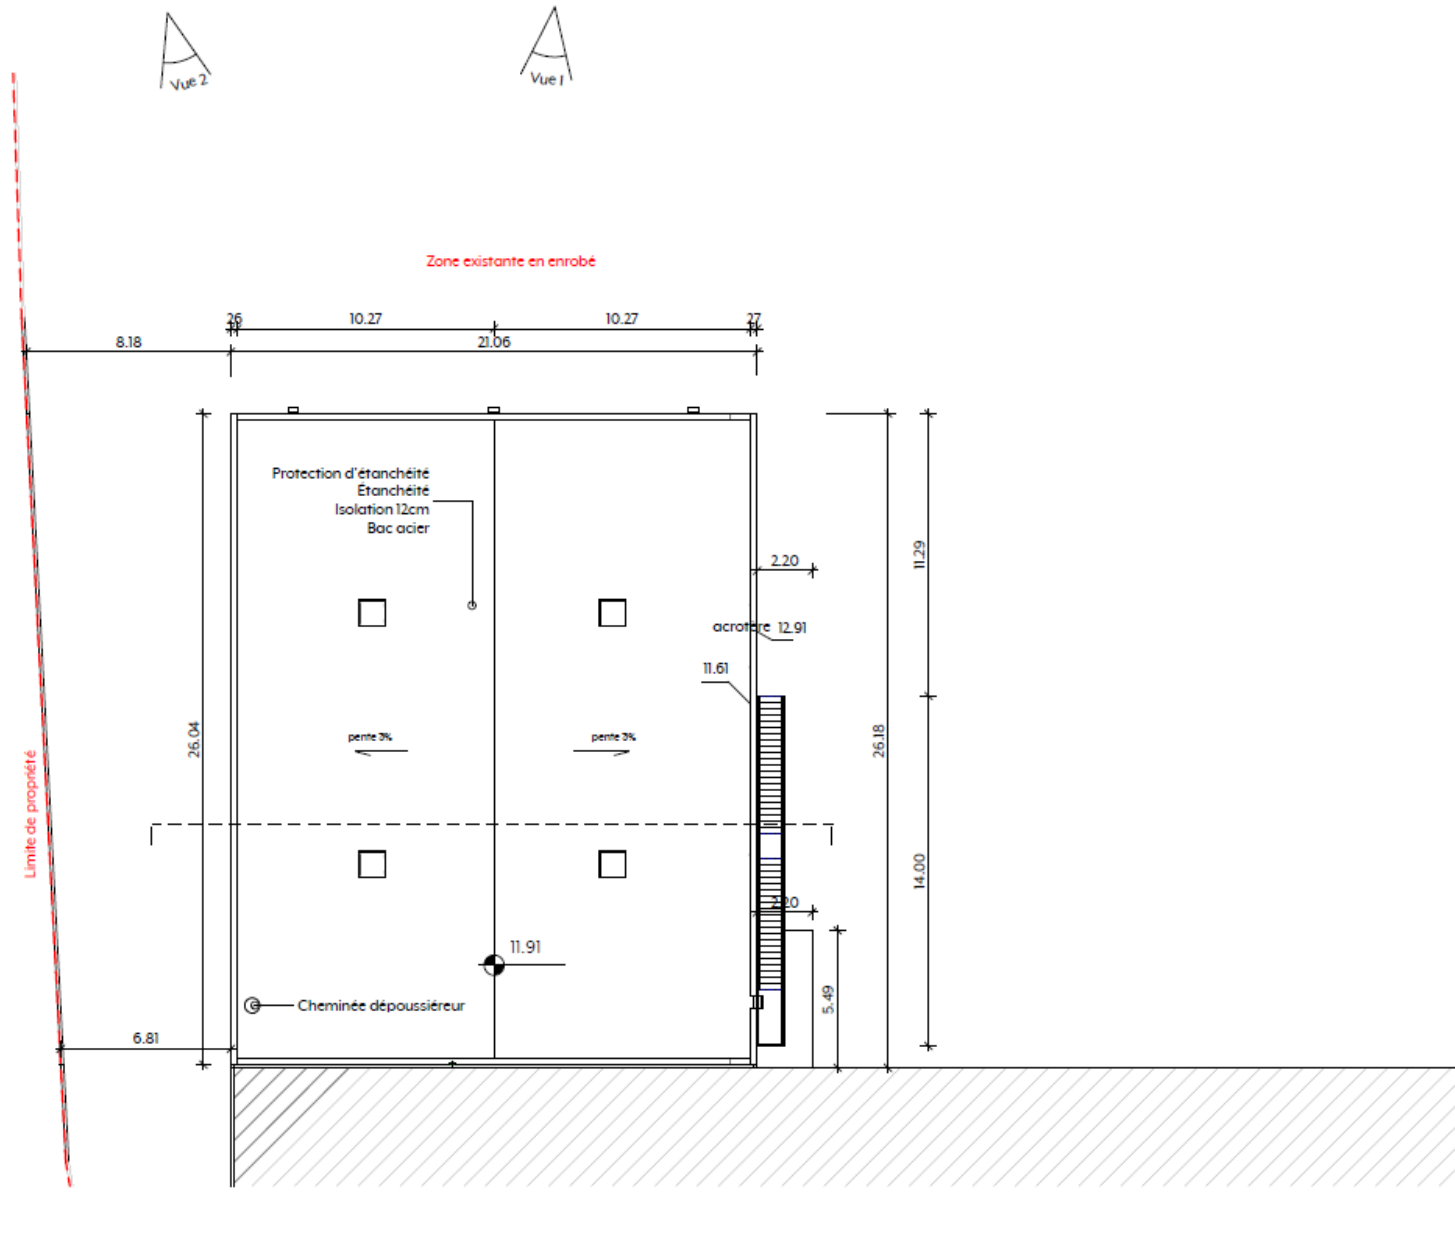 Vue 2
Vue 1
Zone existante en enrobé
26
10.27
10.27
27
8.18
21.06
Protection d'étanchéité
Étanchéité
Isolation 12cm
Bac acier
11.29
2.20
acrotère 12.91
11.61
26.04
pente 3%
pente 3%
26.18
Limite de propriété
14.00
2.20
11.91
5.49
Cheminée dépoussiéreur
6.81